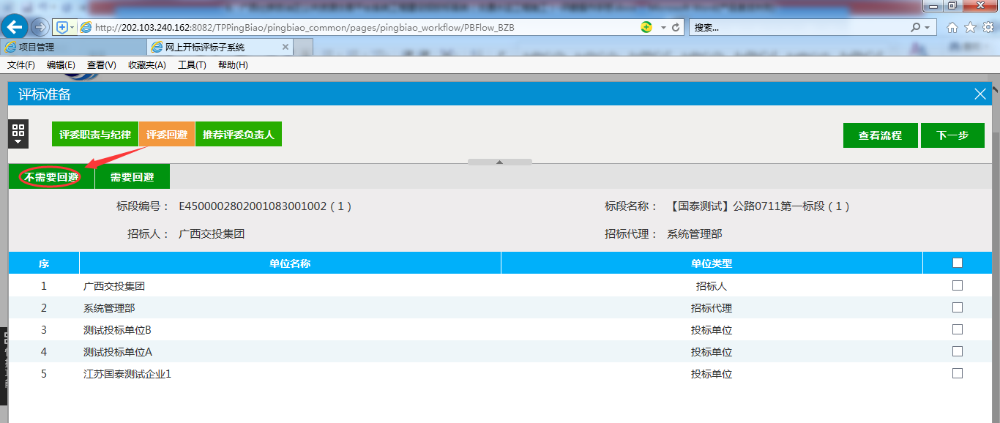 http://202.103.240.162:8082/TPPingBiao/pingbiao_common/pages/pingbiao_workflow/PBFlow_BZB
搜索...
项目管理
网上开标评标子系统
文件(F) 编辑(E) 查看(V) 收藏夹(A) 工具(T) 帮助(H)
评标准备
评委职责与纪律 评委回避 推荐评委负责人 查看流程 下一步
不需要回避 需要回避
标段编号: E4500002802001083001002(1) 标段名称: 【国泰测试】公路0711第一标段(1)
招标人: 广西交投集团 招标代理: 系统管理部
序 单位名称 单位类型
1 广西交投集团 招标人
2 系统管理部 招标代理
3 测试投标单位B 投标单位
4 测试投标单位A 投标单位
5 江苏国泰测试企业1 投标单位